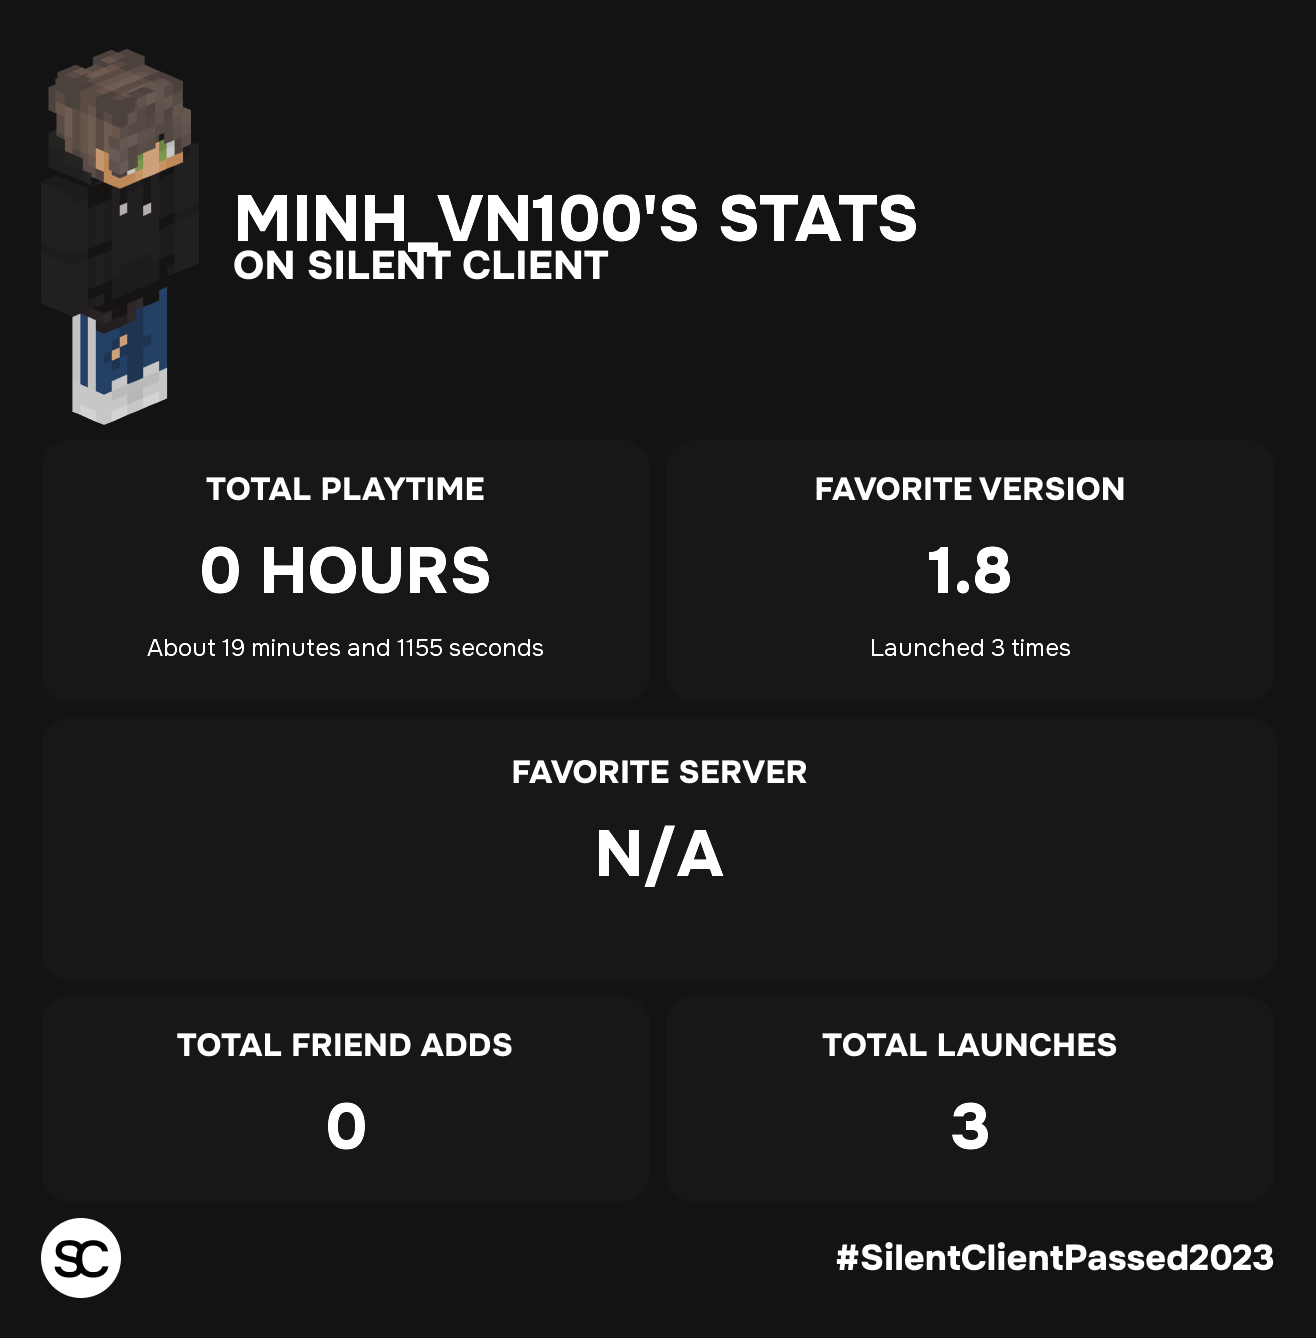 MINH_VN100'S STATS
ON SILENT CLIENT
TOTAL PLAYTIME
0 HOURS
About 19 minutes and 1155 seconds
FAVORITE VERSION
1.8
Launched 3 times
FAVORITE SERVER
N/A
TOTAL FRIEND ADDS
0
TOTAL LAUNCHES
3
SC
#SilentClientPassed2023